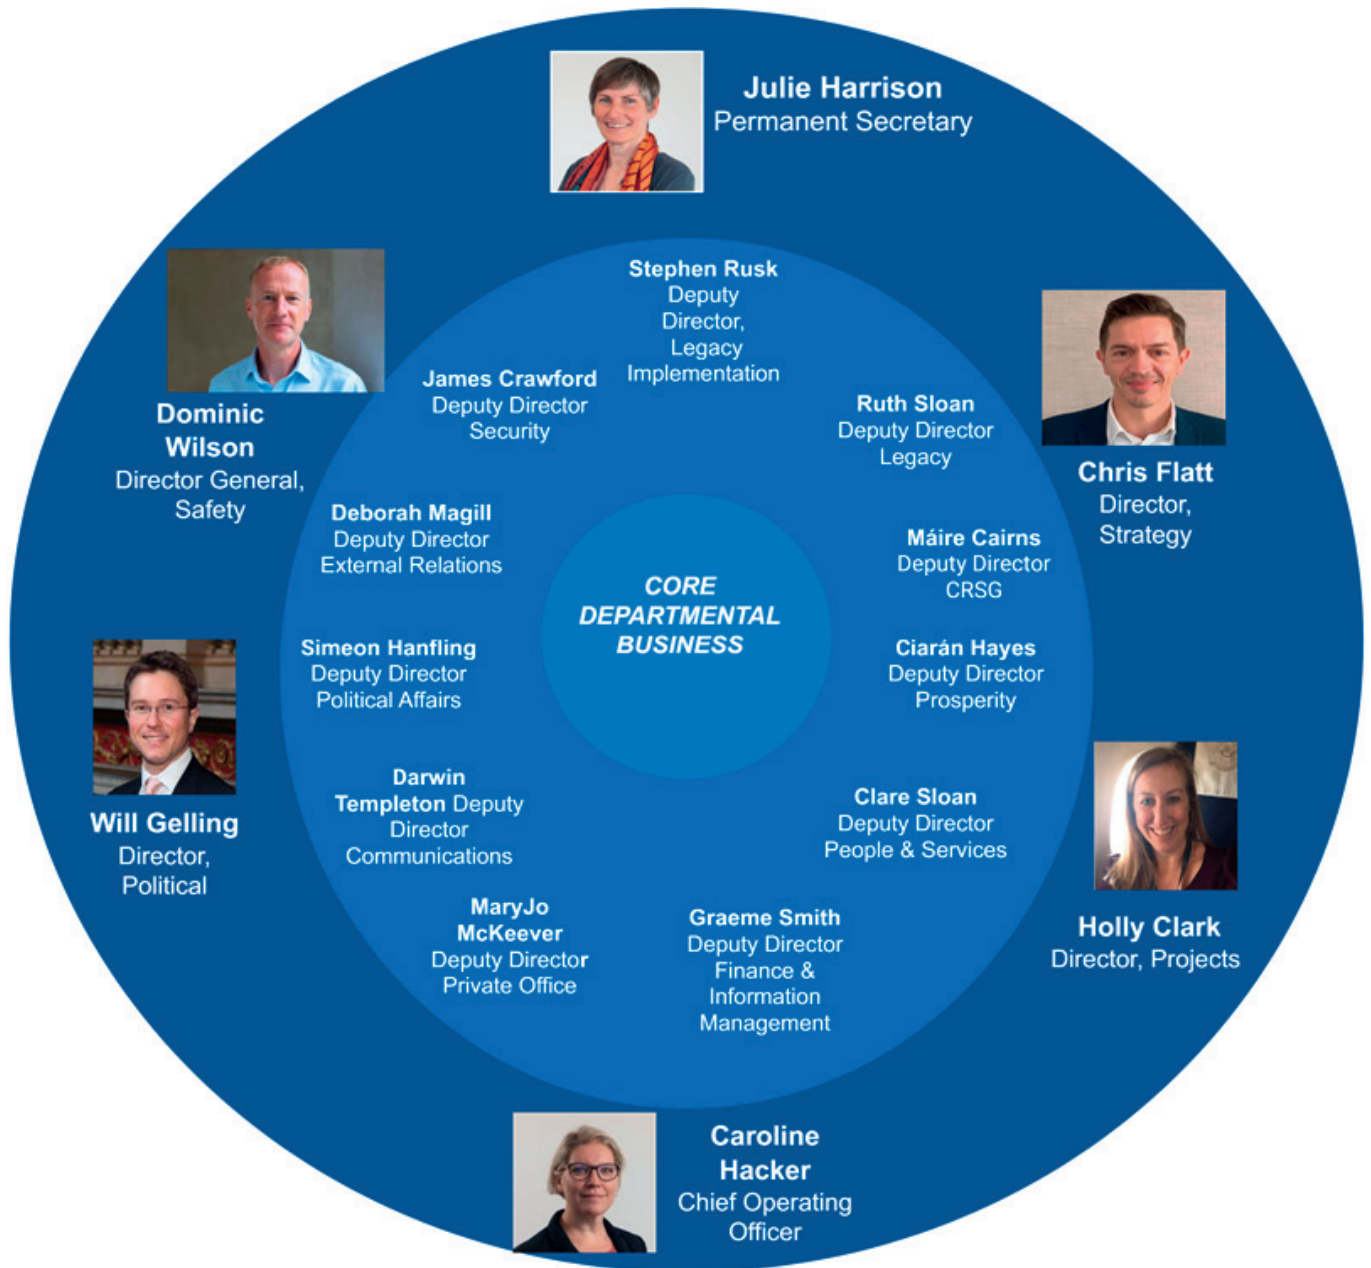 Julie Harrison
Permanent Secretary
Dominic
Wilson
Director General,
Safety
Stephen Rusk
Deputy
Director,
Legacy
Implementation
James Crawford
Deputy Director
Security
Ruth Sloan
Deputy Director
Legacy
Chris Flatt
Director,
Strategy
Deborah Magill
Deputy Director
External Relations
Máire Cairns
Deputy Director
CRSG
CORE
DEPARTMENTAL
BUSINESS
Simeon Hanfling
Deputy Director
Political Affairs
Ciarán Hayes
Deputy Director
Prosperity
Will Gelling
Director,
Political
Darwin
Templeton Deputy
Director
Communications
Clare Sloan
Deputy Director
People & Services
MaryJo
McKeever
Deputy Director
Private Office
Graeme Smith
Deputy Director
Finance &
Information
Management
Holly Clark
Director, Projects
Caroline
Hacker
Chief Operating
Officer